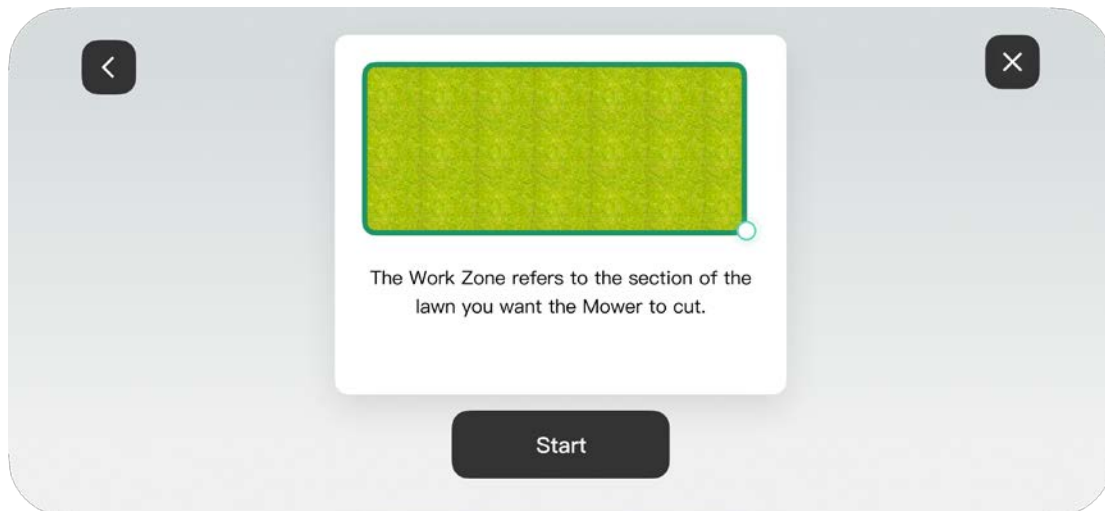 The Work Zone refers to the section of the
lawn you want the Mower to cut.
Start